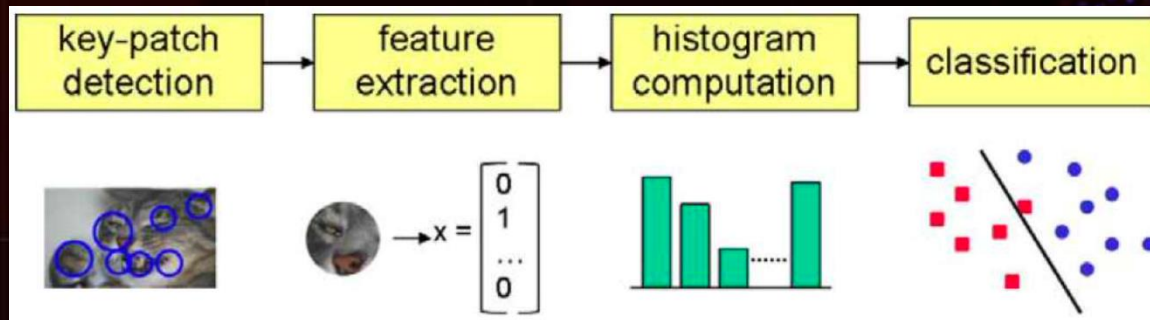 key-patch
detection
feature
extraction
histogram
computation
classification
x =
0
1
...
0
......